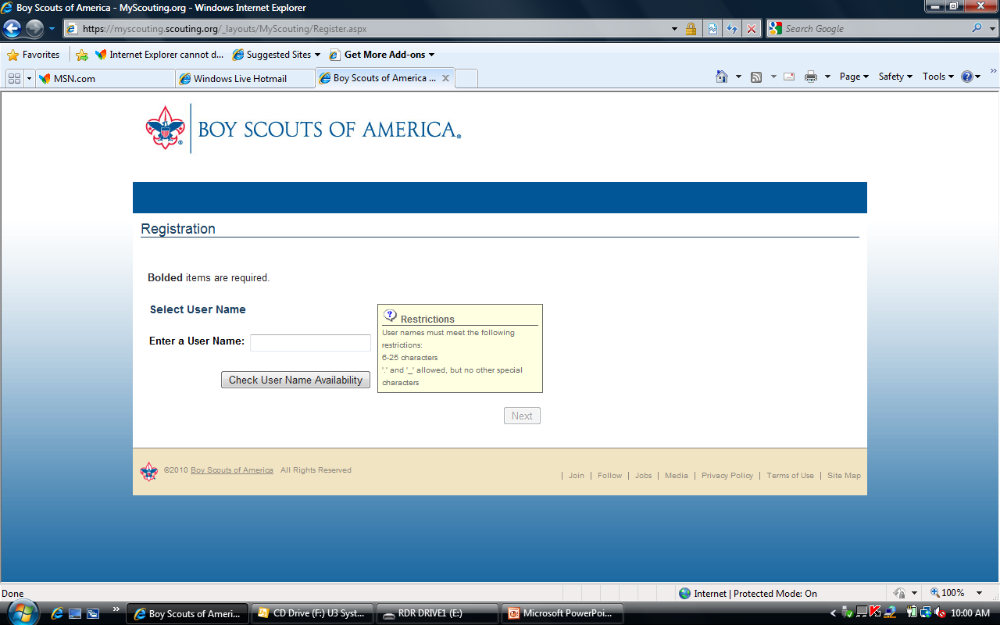 Boy Scouts of America - MyScouting.org - Windows Internet Explorer
https://myscouting.scouting.org/_layouts/MyScouting/Register.aspx
Search Google
Favorites
Internet Explorer cannot d...
Suggested Sites
Get More Add-ons
MSN.com
Windows Live Hotmail
Boy Scouts of America ...
Page
Safety
Tools
BOY SCOUTS OF AMERICA®
Registration
Bolded items are required.
Select User Name
Enter a User Name:
Check User Name Availability
Restrictions
User names must meet the following
restrictions:
6-25 characters
'.' and '_' allowed, but no other special
characters
Next
©2010 Boy Scouts of America All Rights Reserved
| Join | Follow | Jobs | Media | Privacy Policy | Terms of Use | Site Map
Done
Internet | Protected Mode: On
100%
Boy Scouts of Ameri...
CD Drive (F:) U3 Syst...
RDR DRIVE1 (E:)
Microsoft PowerPoi...
10:00 AM